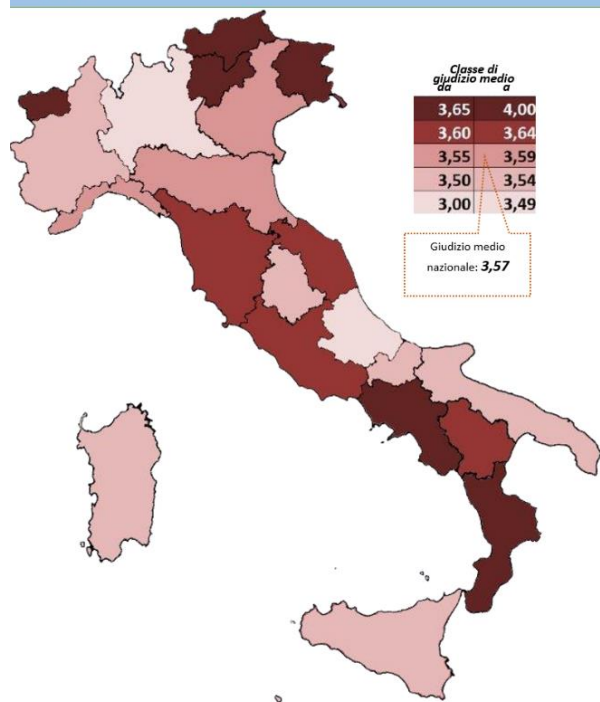 Classe di
giudizio medio
da a
3,65 4,00
3,60 3,64
3,55 3,59
3,50 3,54
3,00 3,49
Giudizio medio
nazionale: 3,57